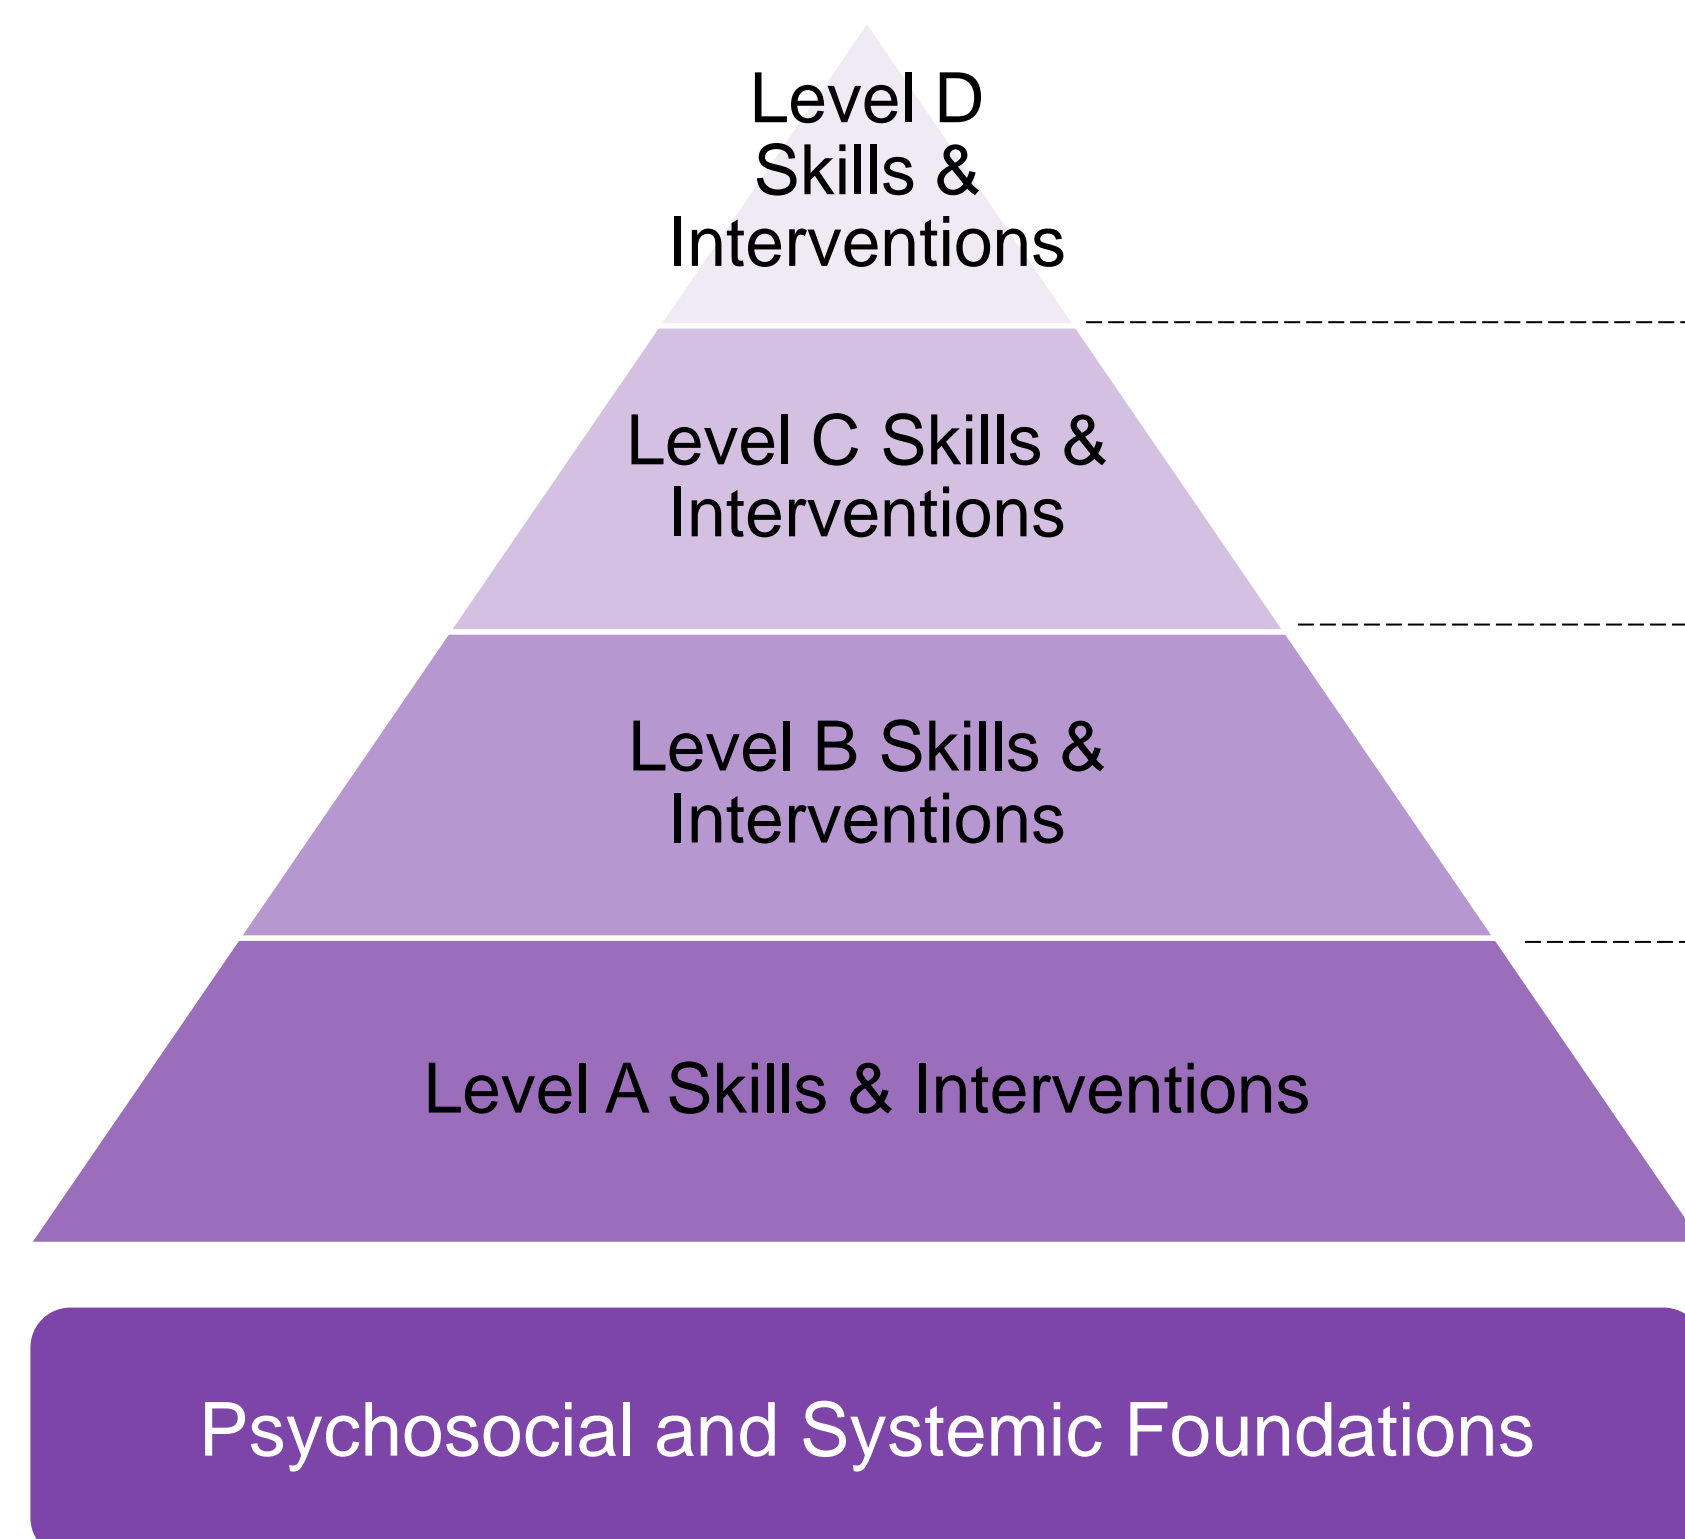 Level D
Skills &
Interventions
Level C Skills &
Interventions
Level B Skills &
Interventions
Level A Skills & Interventions
Psychosocial and Systemic Foundations